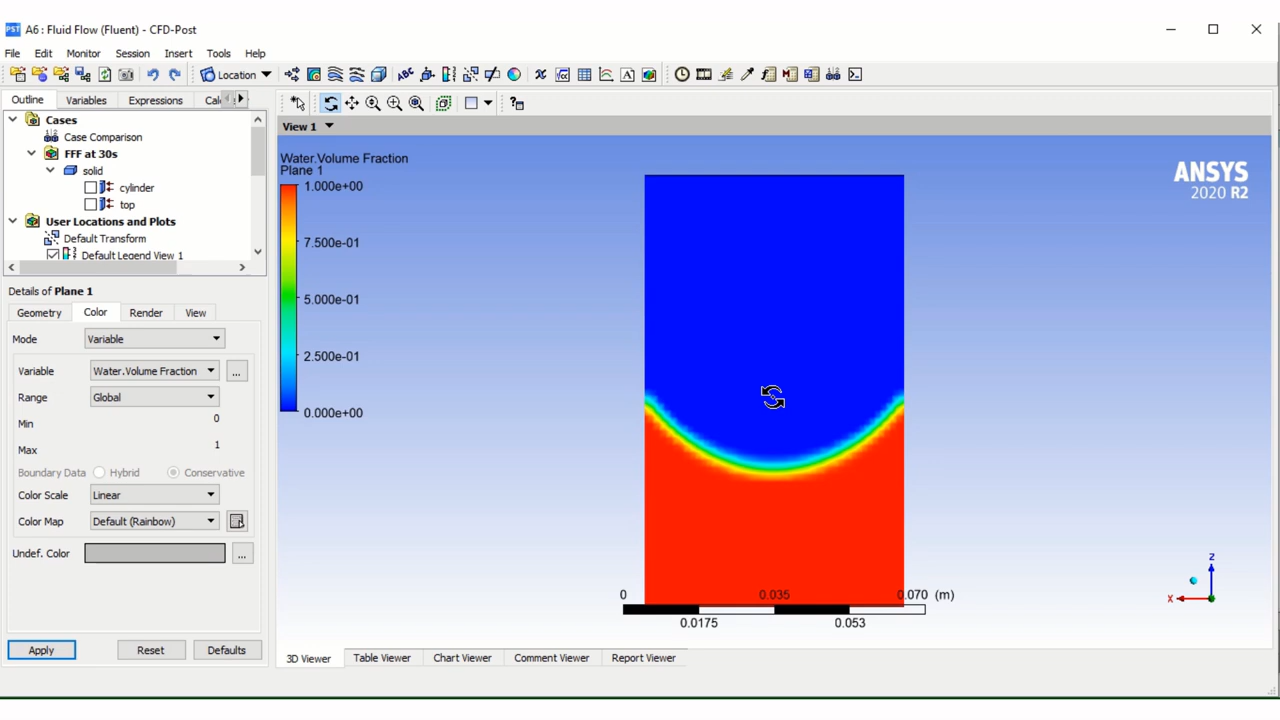 PST A6 : Fluid Flow (Fluent) - CFD-Post
File Edit Monitor Session Insert Tools Help
Location
Outline Variables Expressions Cal
View 1
Cases
Case Comparison
FFF at 30s
solid
cylinder
top
User Locations and Plots
Default Transform
Default Legend View 1
Details of Plane 1
Geometry Color Render View
Mode Variable
Variable Water.Volume Fraction ...
Range Global
Min 0
Max 1
Boundary Data Hybrid Conservative
Color Scale Linear
Color Map Default (Rainbow)
Undef. Color ...
Apply Reset Defaults
Water.Volume Fraction
Plane 1
1.000e+00
7.500e-01
5.000e-01
2.500e-01
0.000e+00
ANSYS
2020 R2
0 0.035 0.070 (m)
0.0175 0.053
Z
X
3D Viewer Table Viewer Chart Viewer Comment Viewer Report Viewer